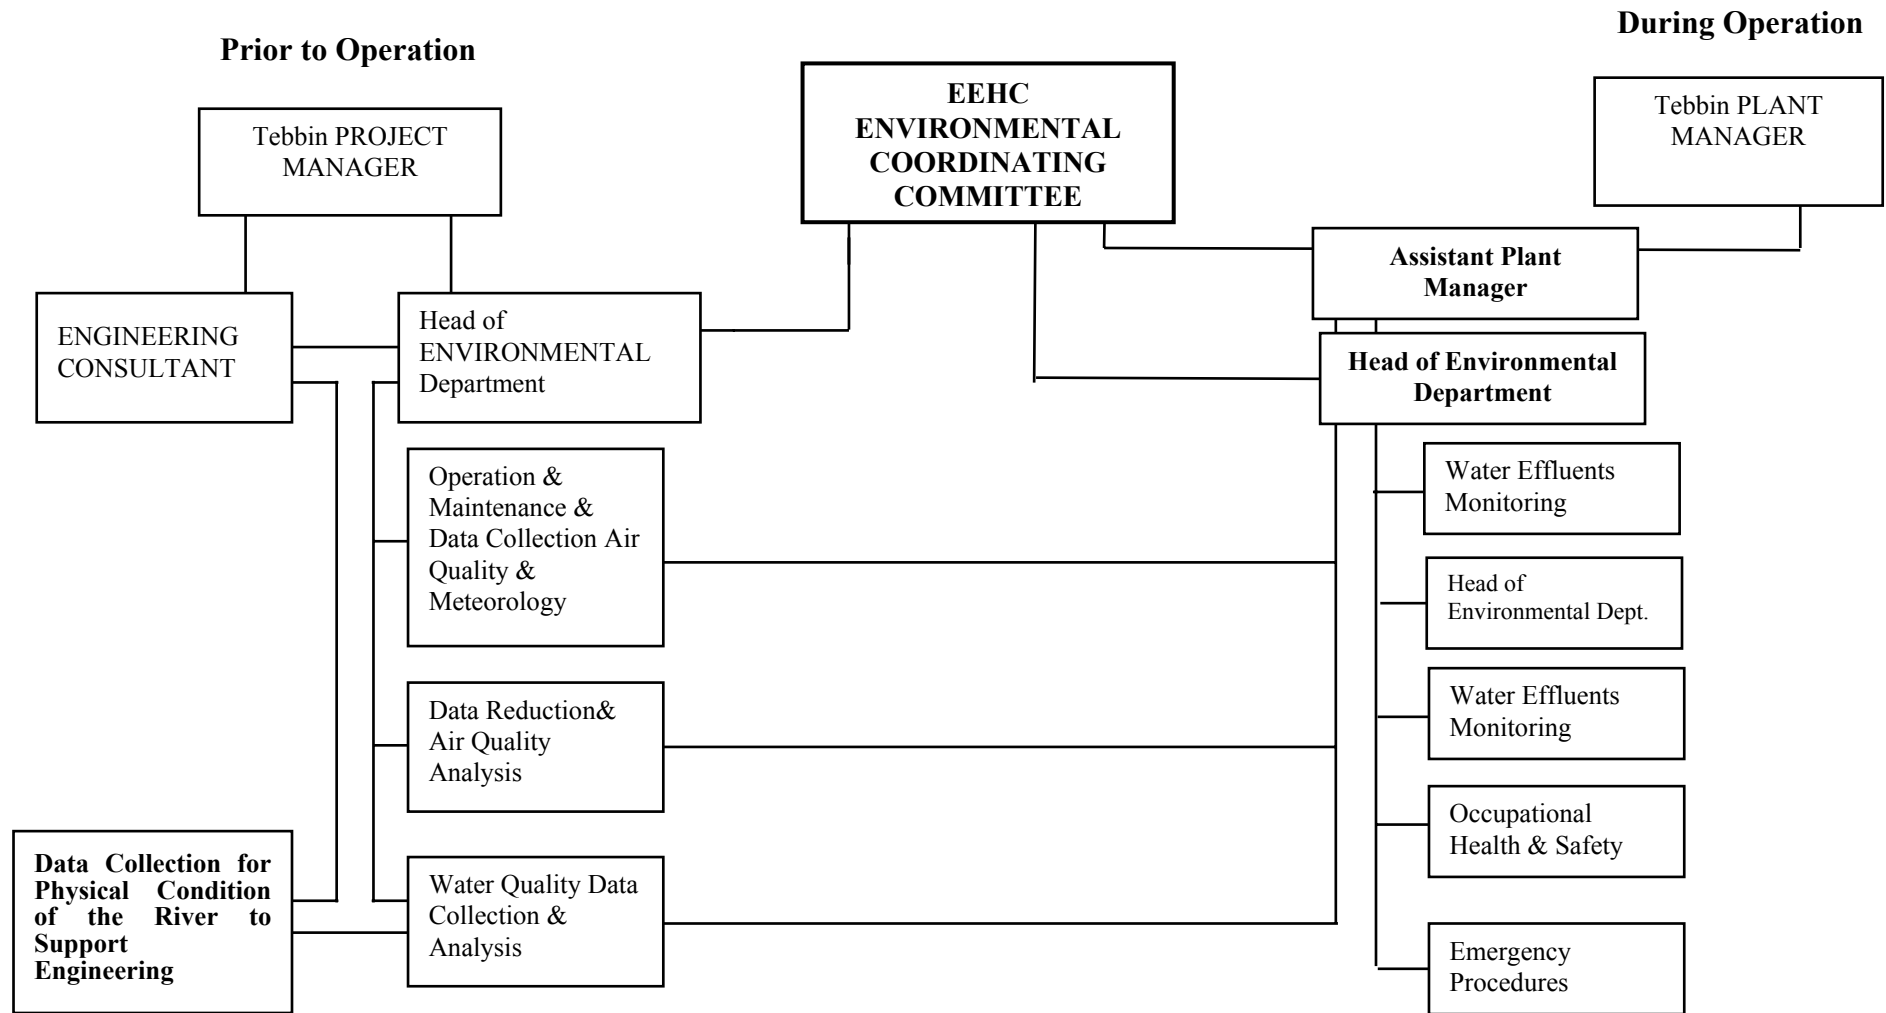 During Operation
Prior to Operation
EEHC
ENVIRONMENTAL
COORDINATING
COMMITTEE
Tebbin PLANT
MANAGER
Tebbin PROJECT
MANAGER
Assistant Plant
Manager
ENGINEERING
CONSULTANT
Head of
ENVIRONMENTAL
Department
Head of Environmental
Department
Operation &
Maintenance &
Data Collection Air
Quality &
Meteorology
Water Effluents
Monitoring
Head of
Environmental Dept.
Data Reduction&
Air Quality
Analysis
Water Effluents
Monitoring
Occupational
Health & Safety
Data Collection for
Physical Condition
of the River to
Support
Engineering
Water Quality Data
Collection &
Analysis
Emergency
Procedures